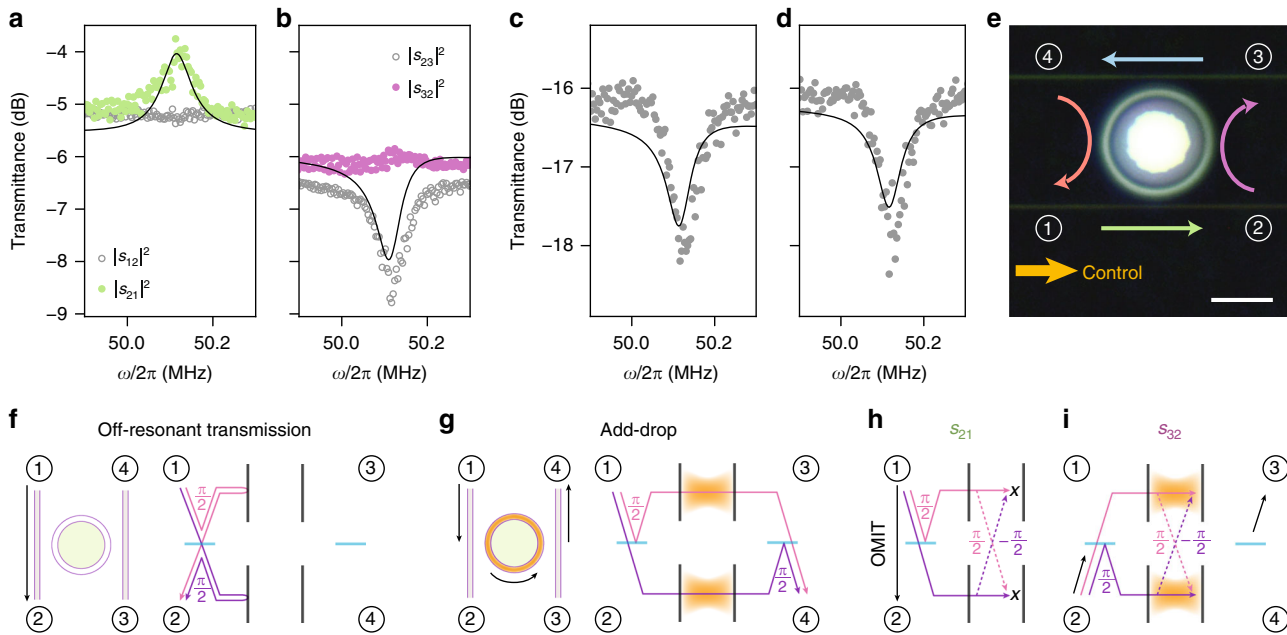 a
b
c
d
e
Transmittance (dB)
−4
−5
−6
−7
−8
−9
|s₁₂|²
|s₂₁|²
|s₂₃|²
|s₃₂|²
50.0
50.2
ω/2π (MHz)
50.0
50.2
ω/2π (MHz)
Transmittance (dB)
−16
−17
−18
50.0
50.2
ω/2π (MHz)
50.0
50.2
ω/2π (MHz)
④
③
①
②
Control
f
Off-resonant transmission
① ④ ① ③
π/2
π/2
② ③ ② ④
g
Add-drop
① ④ ① ③
π/2
π/2
② ③ ② ④
h
s₂₁
①
π/2
x
OMIT
π/2
−π/2
x
②
i
s₃₂
① ③
π/2
−π/2
π/2
② ④